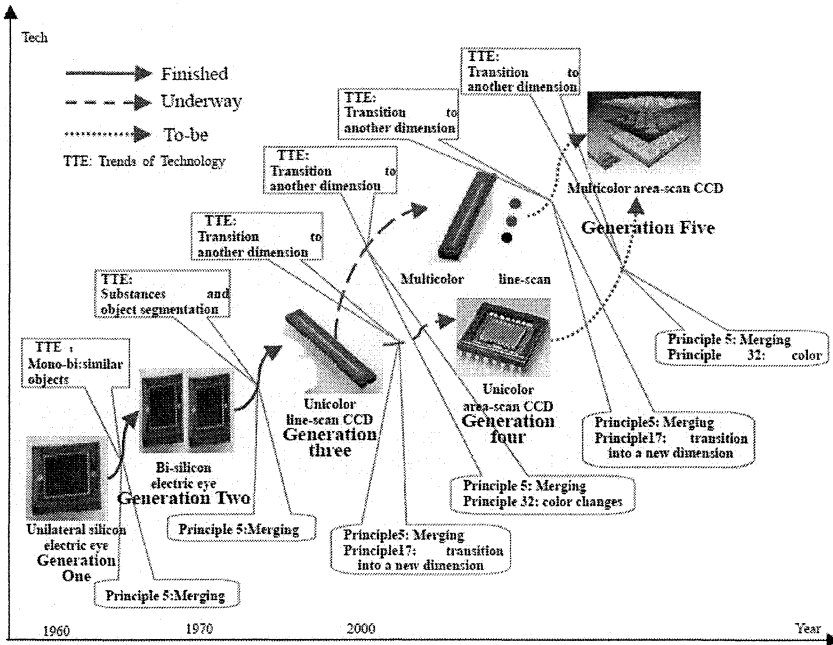 Tech
Finished
Underway
To-be
TTE: Trends of Technology
TTE:
Transition to
another dimension
TTE:
Transition to
another dimension
TTE:
Transition to
another dimension
TTE:
Transition to
another dimension
TTE:
Substances and
object segmentation
TTE :
Mono-bi:similar
objects
Multicolor area-scan CCD
Generation Five
Multicolor line-scan
Unicolor
area-scan CCD
Generation
four
Unicolor
line-scan CCD
Generation
three
Bi-silicon
electric eye
Generation Two
Unilateral silicon
electric eye
Generation
One
Principle 5: Merging
Principle 32: color
Principle5: Merging
Principle17: transition
into a new dimension
Principle 5: Merging
Principle 32: color changes
Principle5: Merging
Principle17: transition
into a new dimension
Principle 5:Merging
Principle 5:Merging
1960 1970 2000 Year